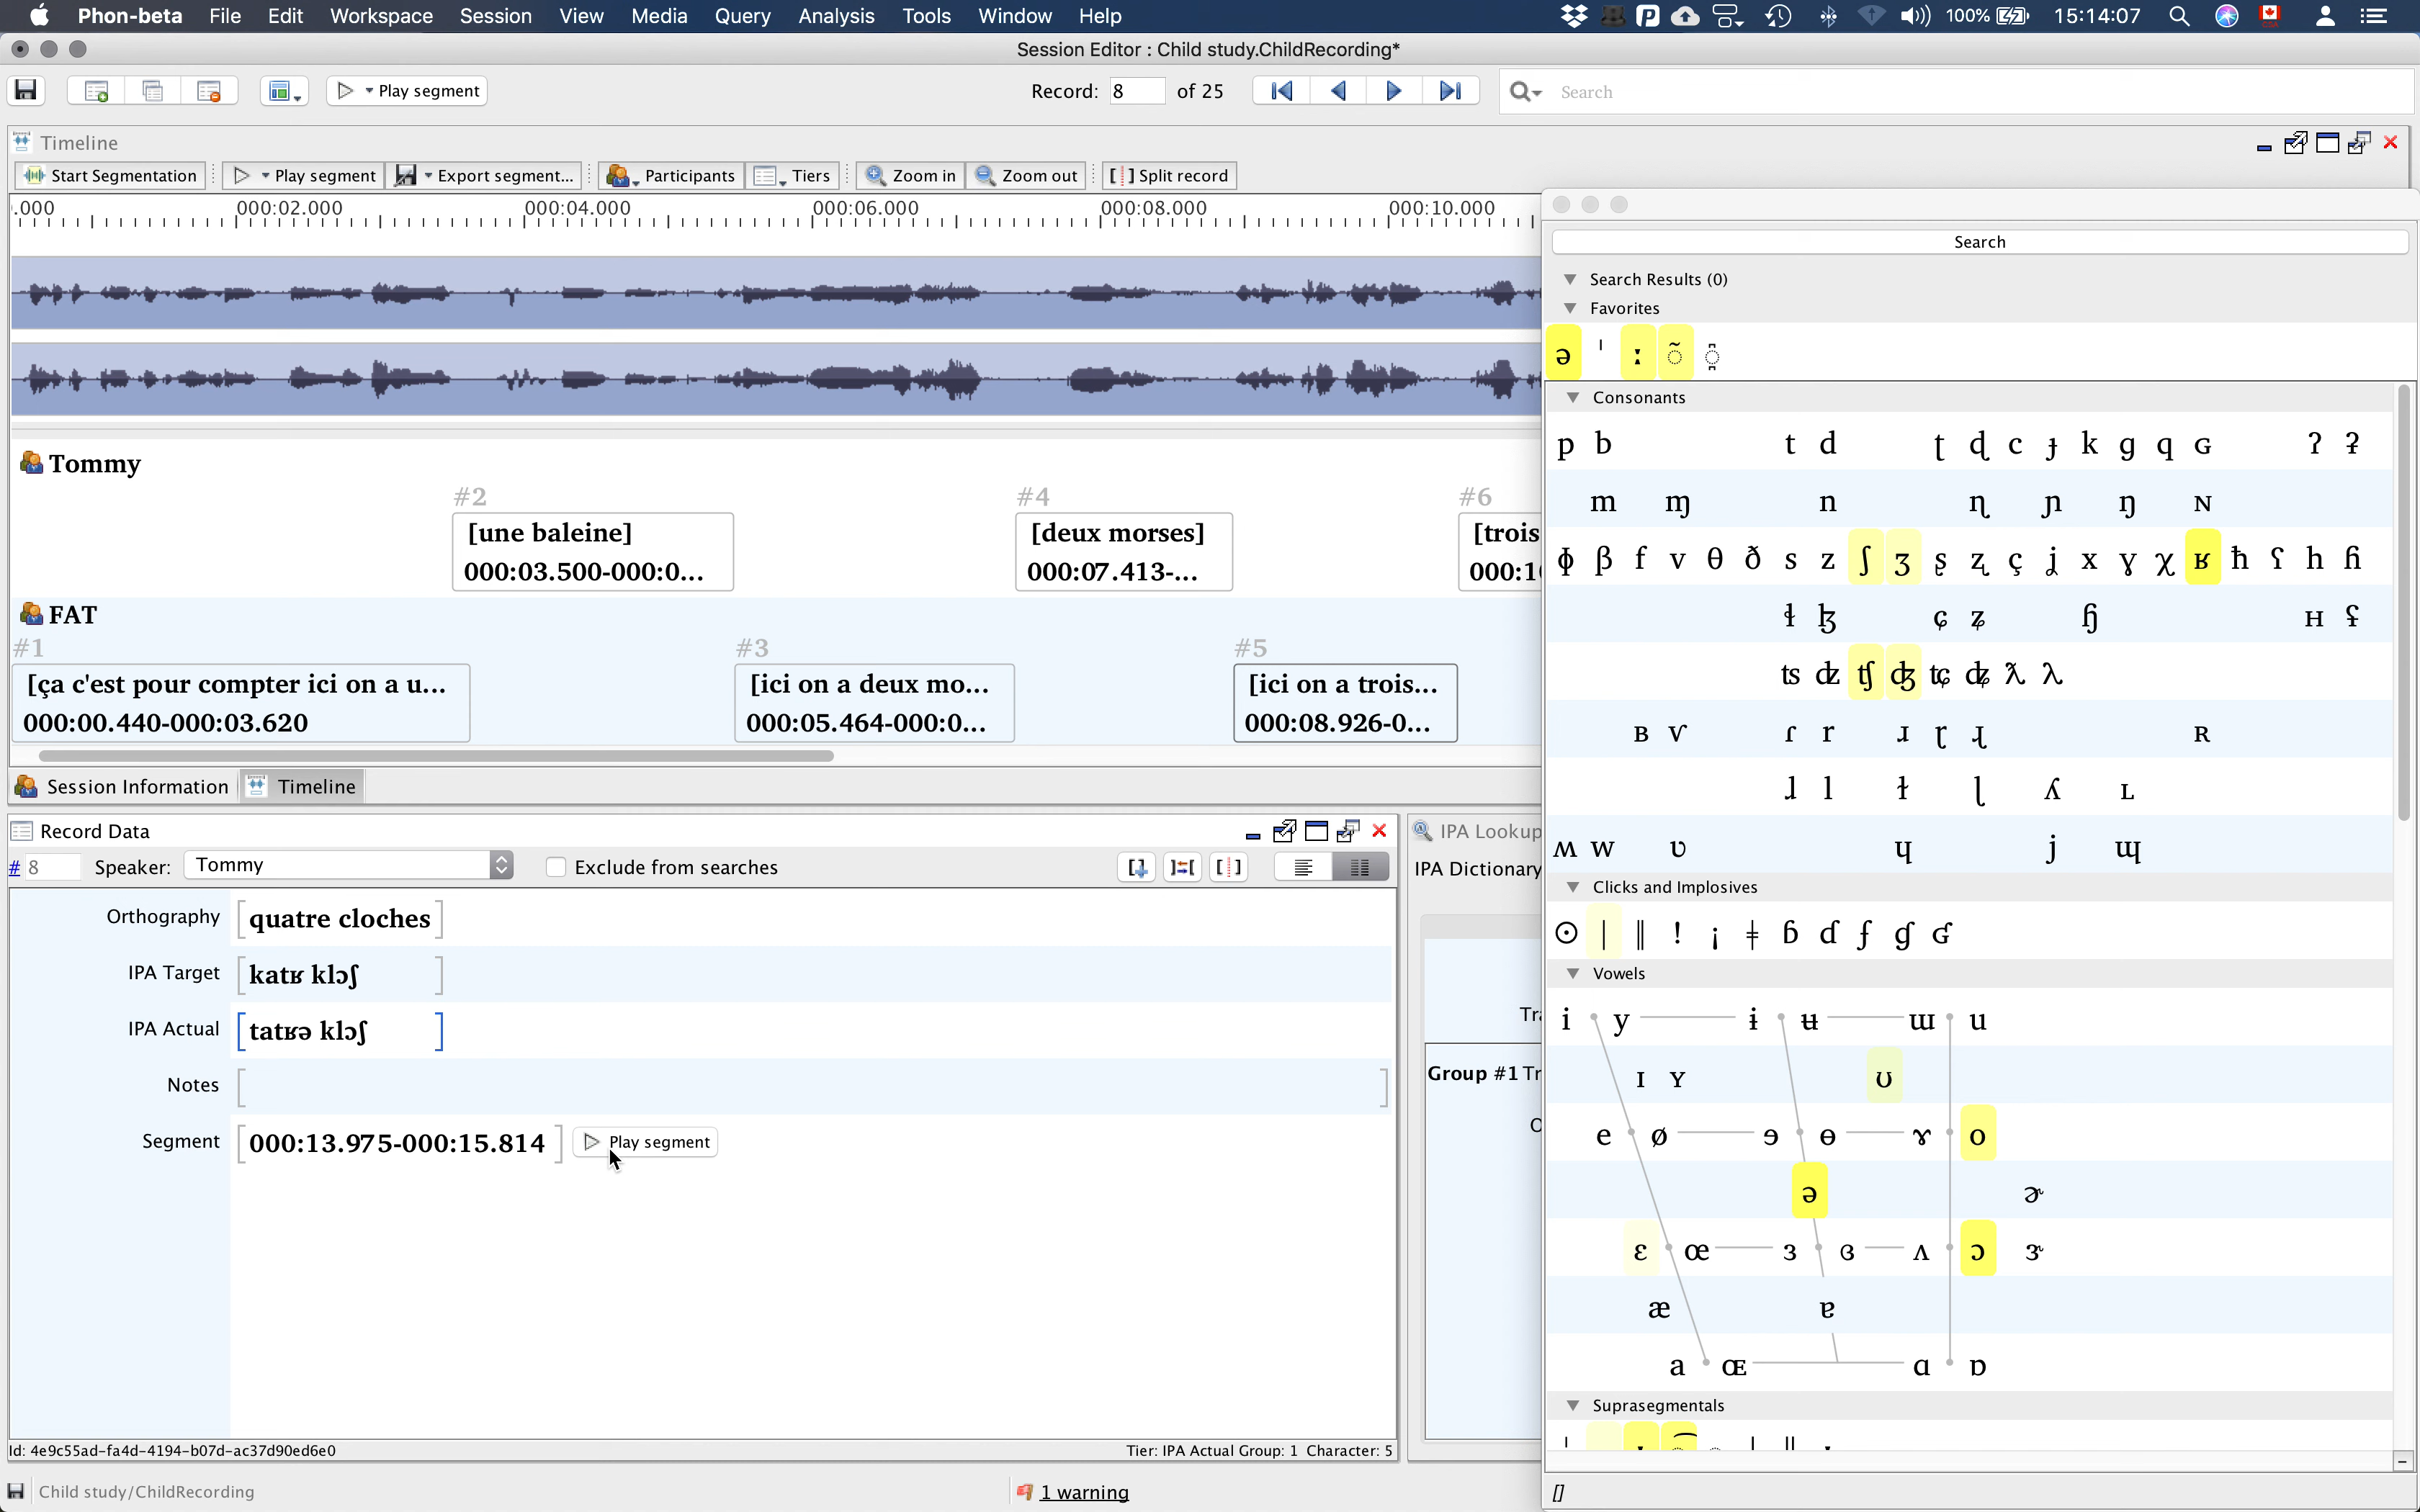 Phon-beta File Edit Workspace Session View Media Query Analysis Tools Window Help 100% 15:14:07
Session Editor : Child study.ChildRecording*
Play segment Record: 8 of 25 Search
Timeline
Start Segmentation Play segment Export segment... Participants Tiers Zoom in Zoom out [ ] Split record
.000 000:02.000 000:04.000 000:06.000 000:08.000 000:10.000
Tommy
#2 #4 #6
[une baleine] [deux morses] [trois
000:03.500-000:0... 000:07.413-... 000:10
FAT
#1 #3 #5
[ça c'est pour compter ici on a u... [ici on a deux mo... [ici on a trois...
000:00.440-000:03.620 000:05.464-000:0... 000:08.926-0...
Session Information Timeline
Record Data
# 8 Speaker: Tommy Exclude from searches
Orthography [quatre cloches]
IPA Target [katʁ klɔʃ ]
IPA Actual [tatʁə klɔʃ ]
Notes [ ]
Segment [000:13.975-000:15.814 ] Play segment
Id: 4e9c55ad-fa4d-4194-b07d-ac37d90ed6e0 Tier: IPA Actual Group: 1 Character: 5
Child study/ChildRecording 1 warning
IPA Lookup
IPA Dictionary
Group #1
Search
Search Results (0)
Favorites
ə ˈ ː ◌̃
Consonants
p b t d ʈ ɖ c ɟ k ɡ q ɢ ʔ ʡ
m ɱ n ɳ ɲ ŋ ɴ
ɸ β f v θ ð s z ʃ ʒ ʂ ʐ ç ʝ x ɣ χ ʁ ħ ʕ h ɦ
ɬ ɮ ɕ ʑ ɧ ʜ ʢ
ʦ ʣ ʧ ʤ ʨ ʥ ƛ λ
ʙ ⱱ ɾ r ɹ ɽ ɻ ʀ
ɺ l ɫ ɭ ʎ ʟ
ʍ w ʋ ɥ j ɰ
Clicks and Implosives
ʘ ǀ ǁ ! ¡ ǂ ɓ ɗ ʄ ɠ ʛ
Vowels
i y ɨ ʉ ɯ u
ɪ ʏ ʊ
e ø ɘ ɵ ɤ o
ə ɚ
ɛ œ ɜ ɞ ʌ ɔ ɝ
æ ɐ
a ɶ ɑ ɒ
Suprasegmentals
[]